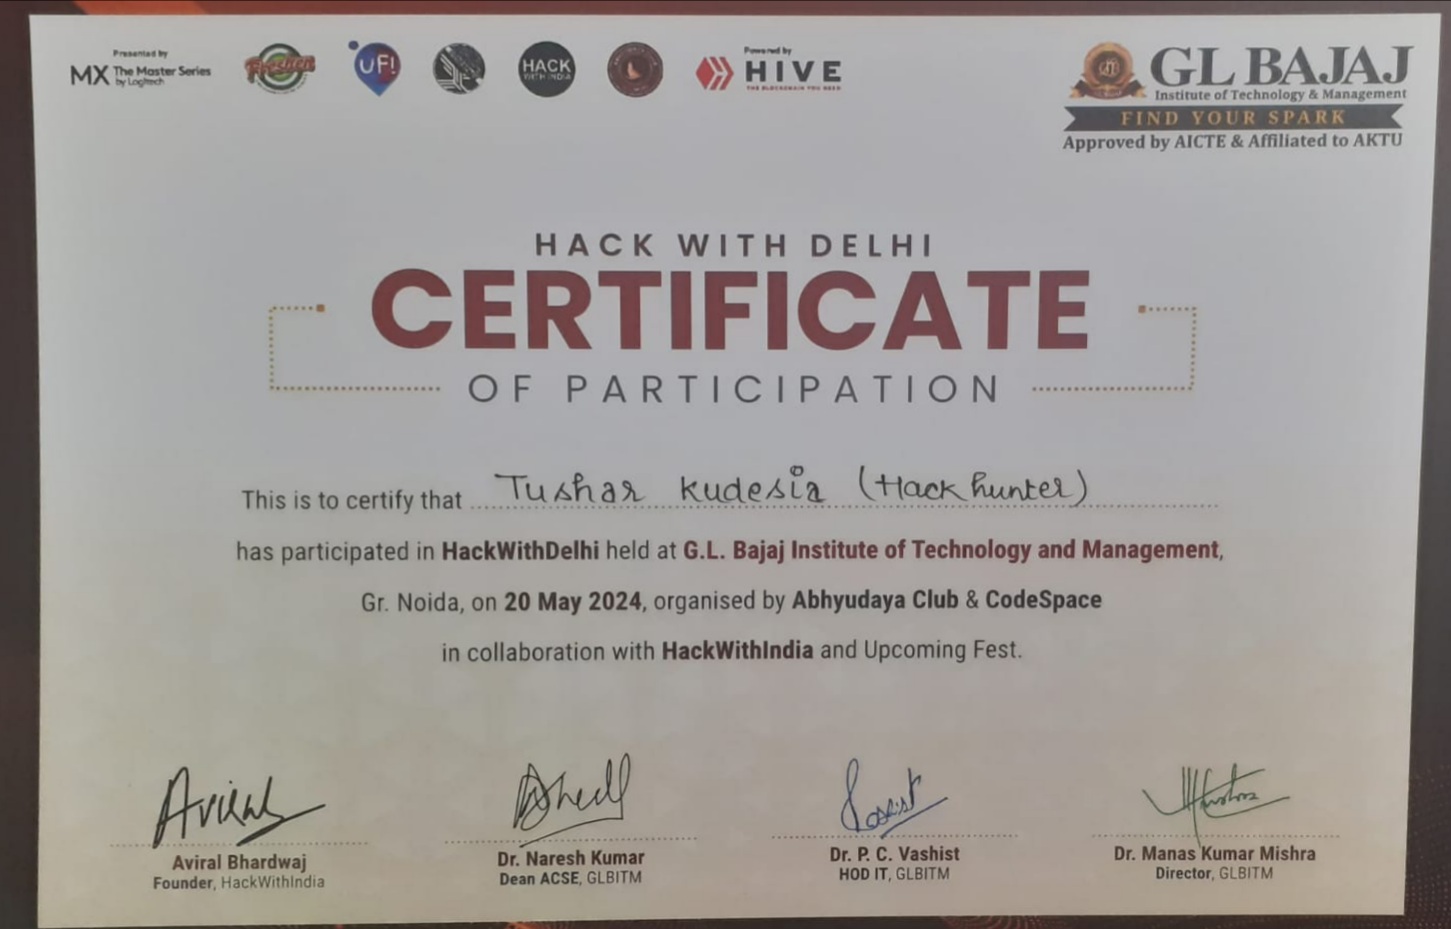 Presented by
MX The Master Series
by Logitech
Freshen
UF!
HACK
WITH INDIA
Powered by
HIVE
THE BLOCKCHAIN YOU NEED
GL BAJAJ
Institute of Technology & Management
FIND YOUR SPARK
Approved by AICTE & Affiliated to AKTU
HACK WITH DELHI
CERTIFICATE
OF PARTICIPATION
This is to certify that Tushar Kudesia (Hack hunter)
has participated in HackWithDelhi held at G.L. Bajaj Institute of Technology and Management,
Gr. Noida, on 20 May 2024, organised by Abhyudaya Club & CodeSpace
in collaboration with HackWithIndia and Upcoming Fest.
Aviral
Aviral Bhardwaj
Founder, HackWithIndia
Dr. Naresh Kumar
Dean ACSE, GLBITM
Dr. P. C. Vashist
HOD IT, GLBITM
Dr. Manas Kumar Mishra
Director, GLBITM